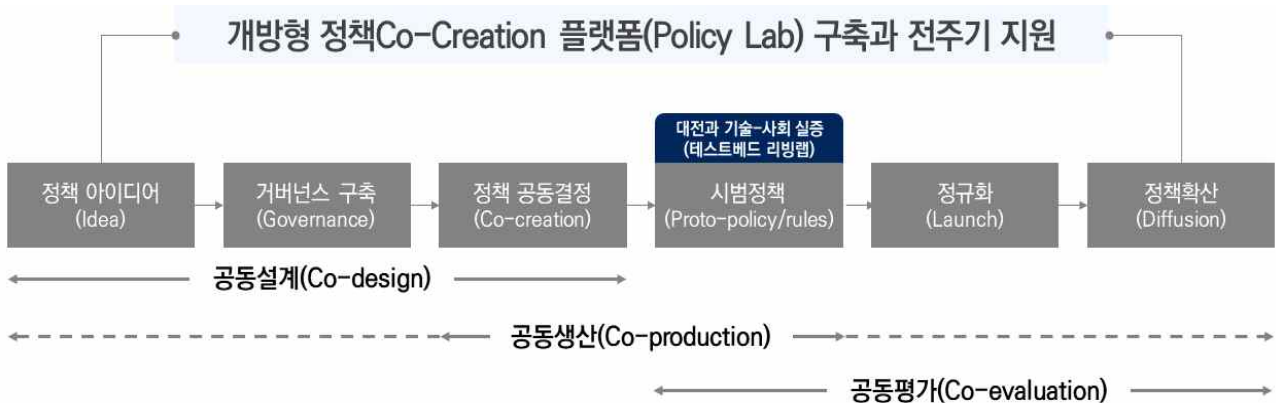 개방형 정책Co-Creation 플랫폼(Policy Lab) 구축과 전주기 지원
대전과 기술-사회 실증
(테스트베드 리빙랩)
정책 아이디어
(Idea)
거버넌스 구축
(Governance)
정책 공동결정
(Co-creation)
시범정책
(Proto-policy/rules)
정규화
(Launch)
정책확산
(Diffusion)
공동설계(Co-design)
공동생산(Co-production)
공동평가(Co-evaluation)